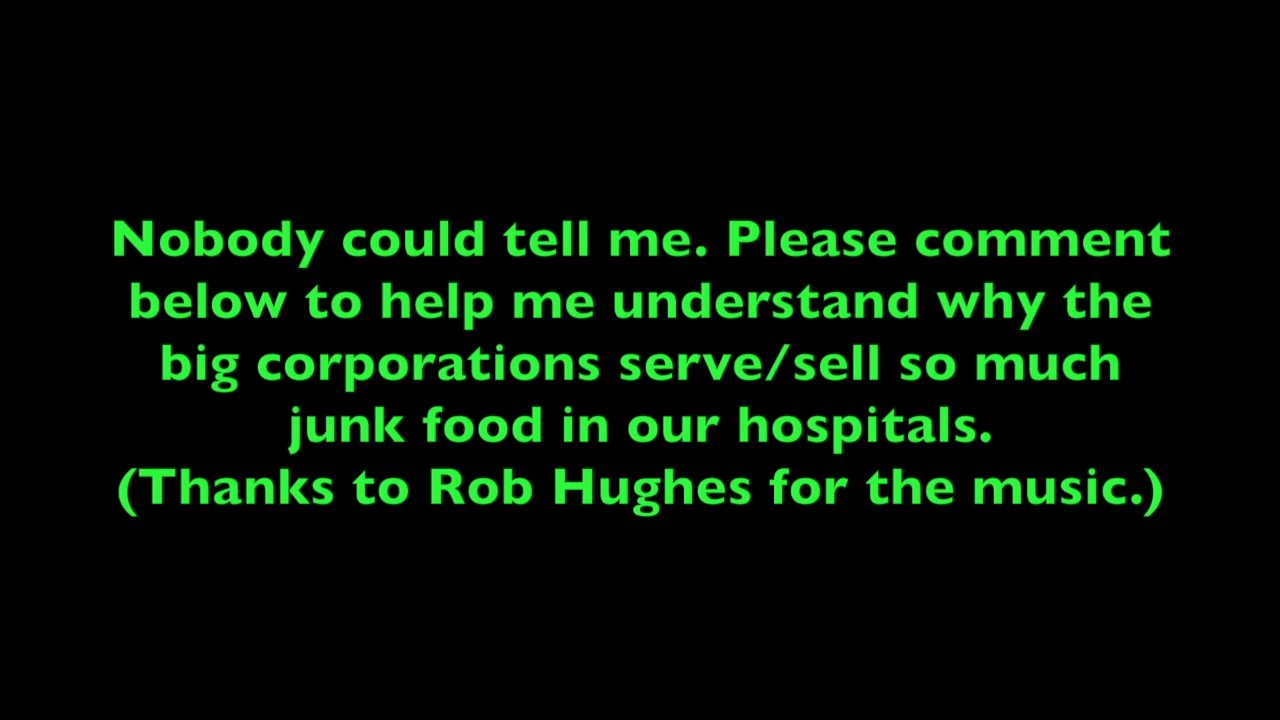 Nobody could tell me. Please comment
below to help me understand why the
big corporations serve/sell so much
junk food in our hospitals.
(Thanks to Rob Hughes for the music.)